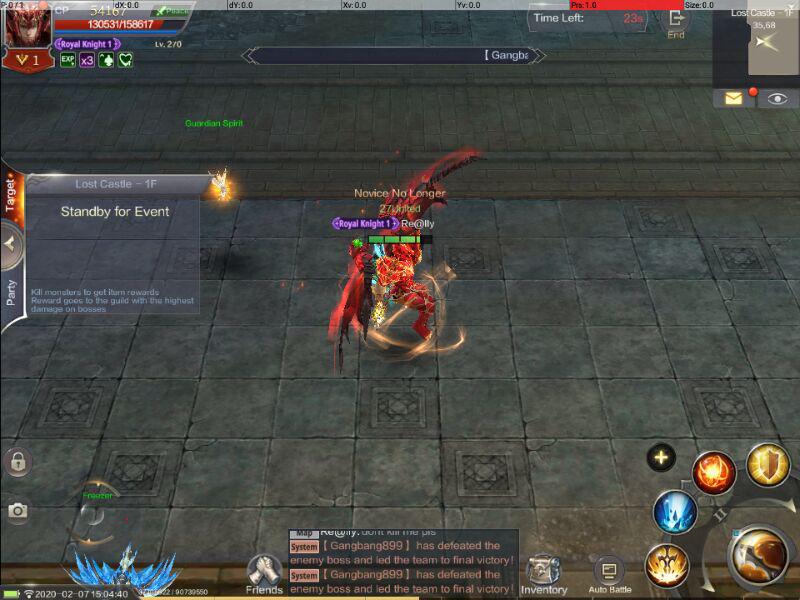 P: 0 / 1 dX: 0.0 dY: 0.0 Xv: 0.0 Yv: 0.0 Prs: 1.0 Size: 0.0
CP 54167 Peace
130531/158617
Royal Knight 1 Lv. 2/0
1 EXP x3
Time Left: 23s
End
Lost Castle - 1F
35,68
【 Gangba
Guardian Spirit
Target
Lost Castle - 1F
Standby for Event
Kill monsters to get item rewards
Reward goes to the guild with the highest
damage on bosses
Party
Novice No Longer
27United
Royal Knight 1 Re@lly
Freezer
Map Re@lly: dont kill me pls
System 【 Gangbang899 】 has defeated the
enemy boss and led the team to final victory!
System 【 Gangbang899 】 has defeated the
enemy boss and led the team to final victory!
Friends
Inventory
Auto Battle
2020-02-07 15:04:40
/ 90739550